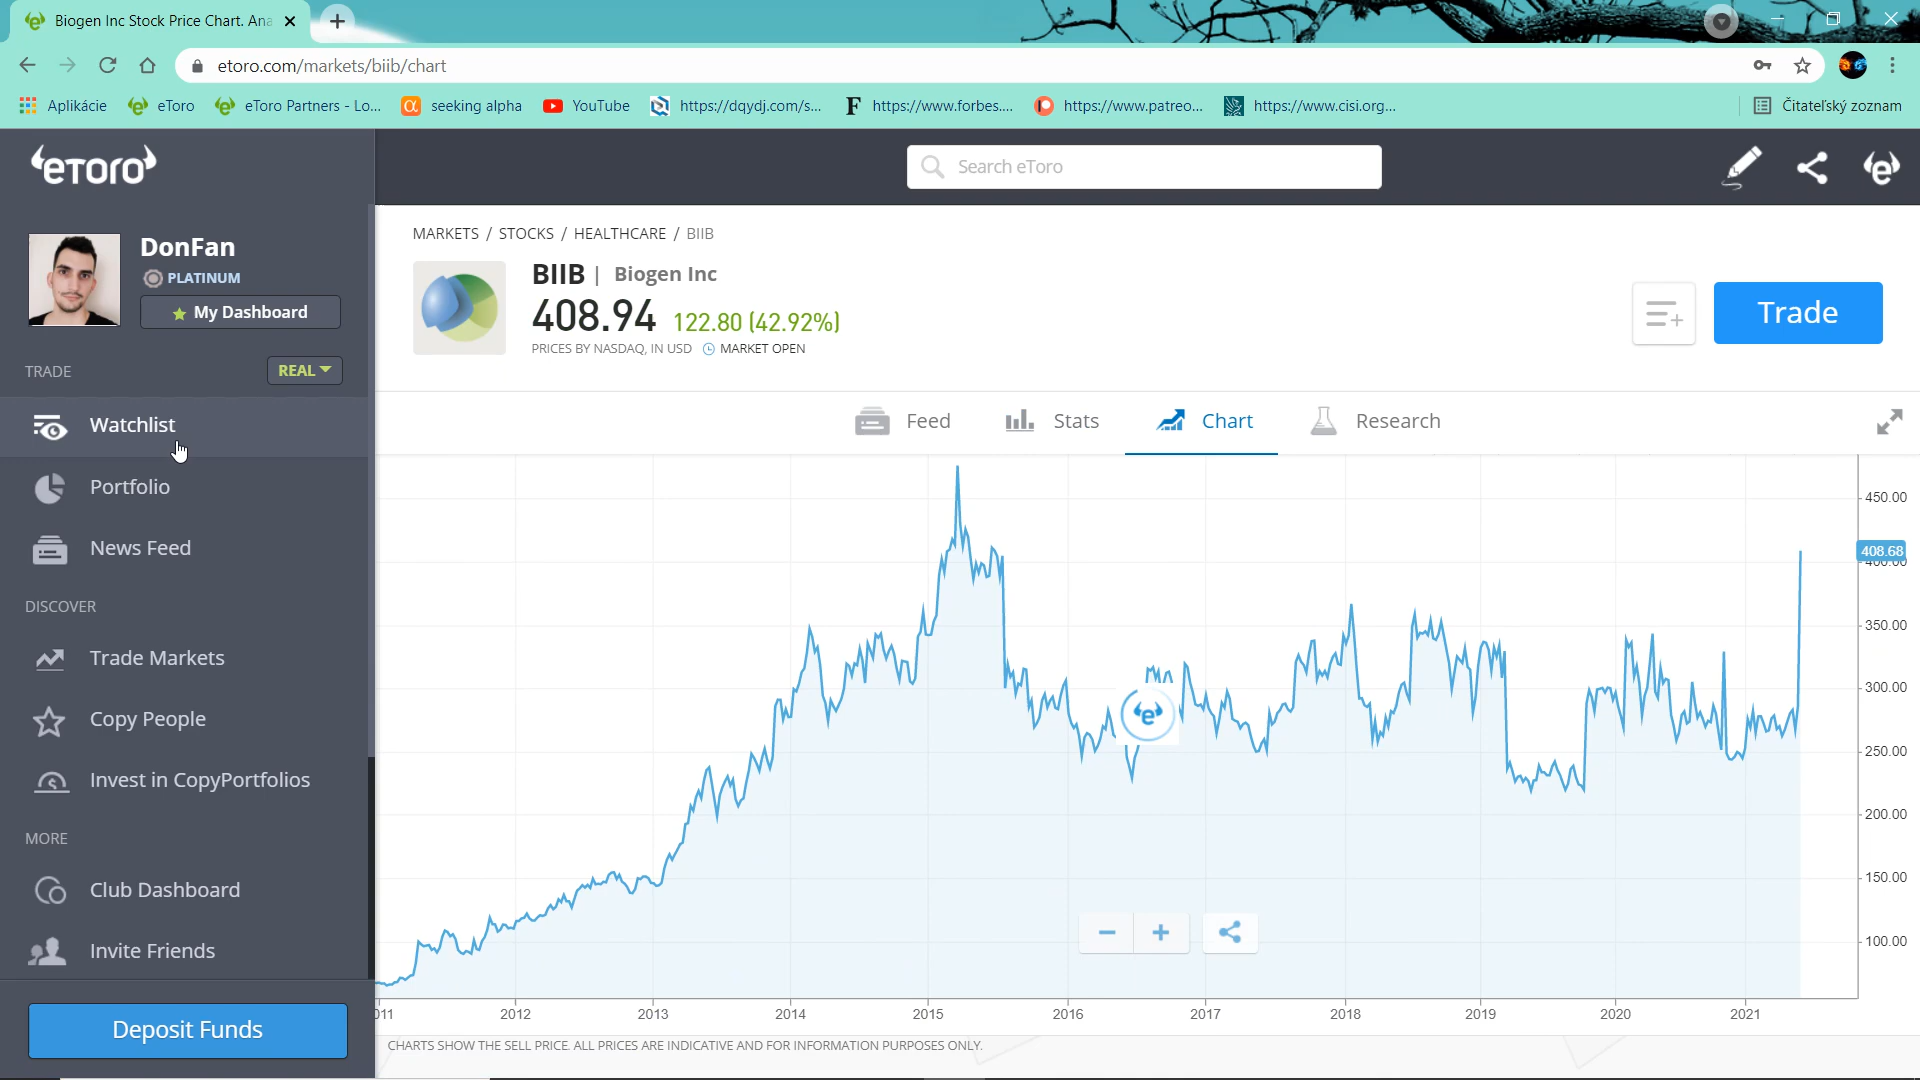 Biogen Inc Stock Price Chart. Ana
etoro.com/markets/biib/chart
Aplikácie
eToro
eToro Partners - Lo...
seeking alpha
YouTube
https://dqydj.com/s...
https://www.forbes....
https://www.patreo...
https://www.cisi.org...
Čitateľský zoznam
eToro
Search eToro
DonFan
PLATINUM
My Dashboard
TRADE
REAL
Watchlist
Portfolio
News Feed
DISCOVER
Trade Markets
Copy People
Invest in CopyPortfolios
MORE
Club Dashboard
Invite Friends
Deposit Funds
MARKETS / STOCKS / HEALTHCARE / BIIB
BIIB | Biogen Inc
408.94 122.80 (42.92%)
PRICES BY NASDAQ, IN USD MARKET OPEN
Trade
Feed
Stats
Chart
Research
450.00
408.68
400.00
350.00
300.00
250.00
200.00
150.00
100.00
011 2012 2013 2014 2015 2016 2017 2018 2019 2020 2021
CHARTS SHOW THE SELL PRICE. ALL PRICES ARE INDICATIVE AND FOR INFORMATION PURPOSES ONLY.